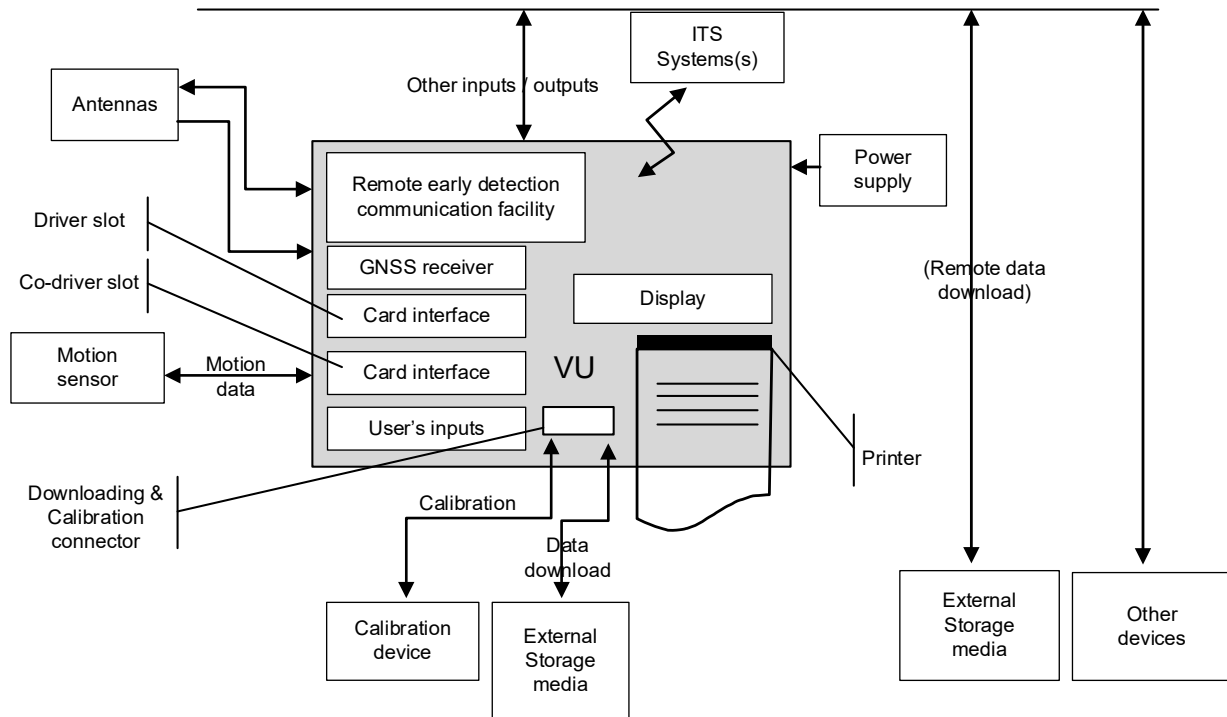 ITS
Systems(s)
Other inputs / outputs
Antennas
Power
supply
Remote early detection
communication facility
Driver slot
GNSS receiver
Co-driver slot
(Remote data
download)
Display
Card interface
Motion
sensor
Motion
data
Card interface
VU
User’s inputs
Printer
Downloading &
Calibration
connector
Calibration
Data
download
Calibration
device
External
Storage
media
External
Storage
media
Other
devices